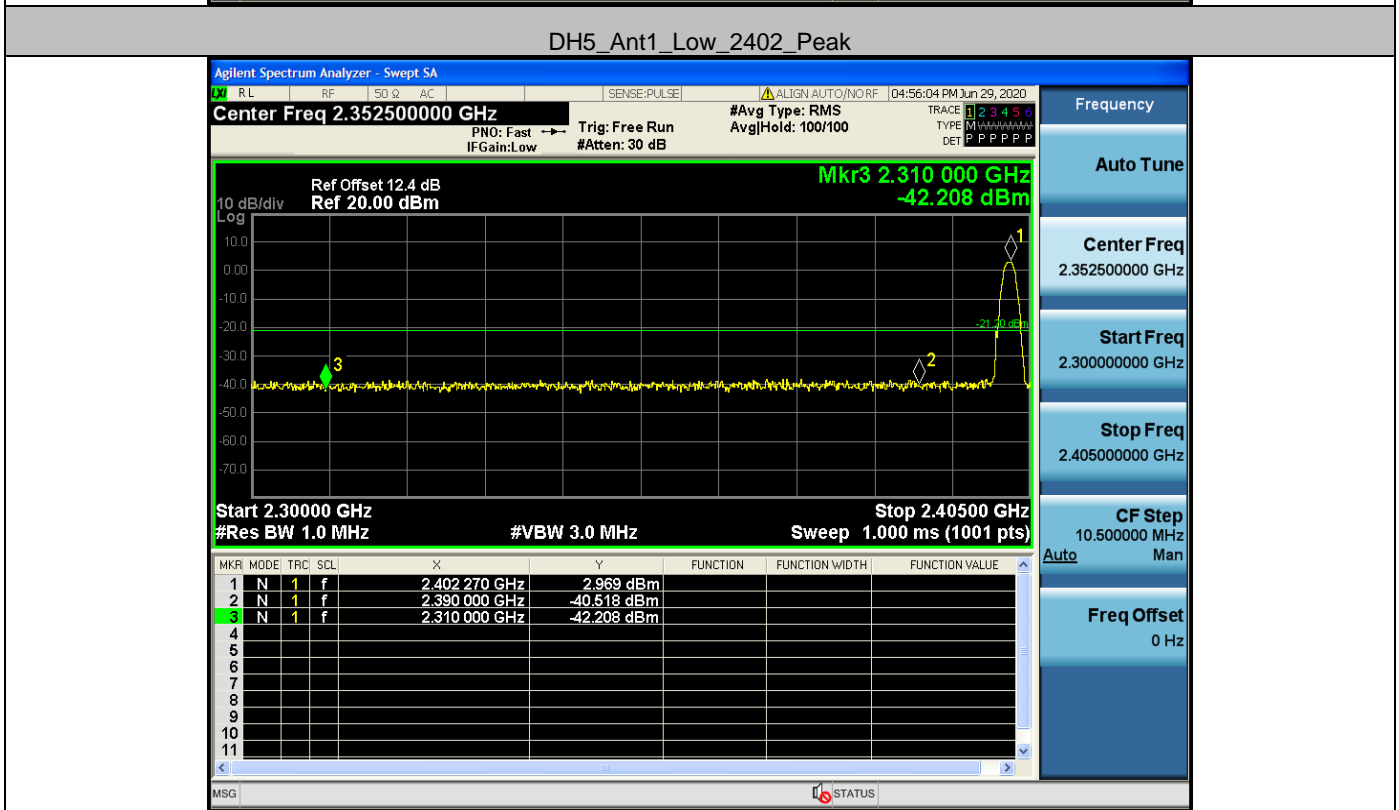 DH5_Ant1_Low_2402_Peak
Agilent Spectrum Analyzer - Swept SA
LXI RL RF 50 Ω AC SENSE:PULSE ALIGN AUTO/NO RF 04:56:04 PM Jun 29, 2020
Center Freq 2.352500000 GHz
PNO: Fast
IFGain:Low
Trig: Free Run
#Atten: 30 dB
#Avg Type: RMS
Avg|Hold: 100/100
TRACE 1 2 3 4 5 6
TYPE M
DET P P P P P P
Mkr3 2.310 000 GHz
-42.208 dBm
Ref Offset 12.4 dB
10 dB/div Ref 20.00 dBm
Log
10.0
0.00
-10.0
-20.0
-30.0
-40.0
-50.0
-60.0
-70.0
1
-21.20 dBm
2
3
Start 2.30000 GHz Stop 2.40500 GHz
#Res BW 1.0 MHz #VBW 3.0 MHz Sweep 1.000 ms (1001 pts)
MKR MODE TRC SCL X Y FUNCTION FUNCTION WIDTH FUNCTION VALUE
1 N 1 f 2.402 270 GHz 2.969 dBm
2 N 1 f 2.390 000 GHz -40.518 dBm
3 N 1 f 2.310 000 GHz -42.208 dBm
4
5
6
7
8
9
10
11
MSG STATUS
Frequency
Auto Tune
Center Freq
2.352500000 GHz
Start Freq
2.300000000 GHz
Stop Freq
2.405000000 GHz
CF Step
10.500000 MHz
Auto Man
Freq Offset
0 Hz